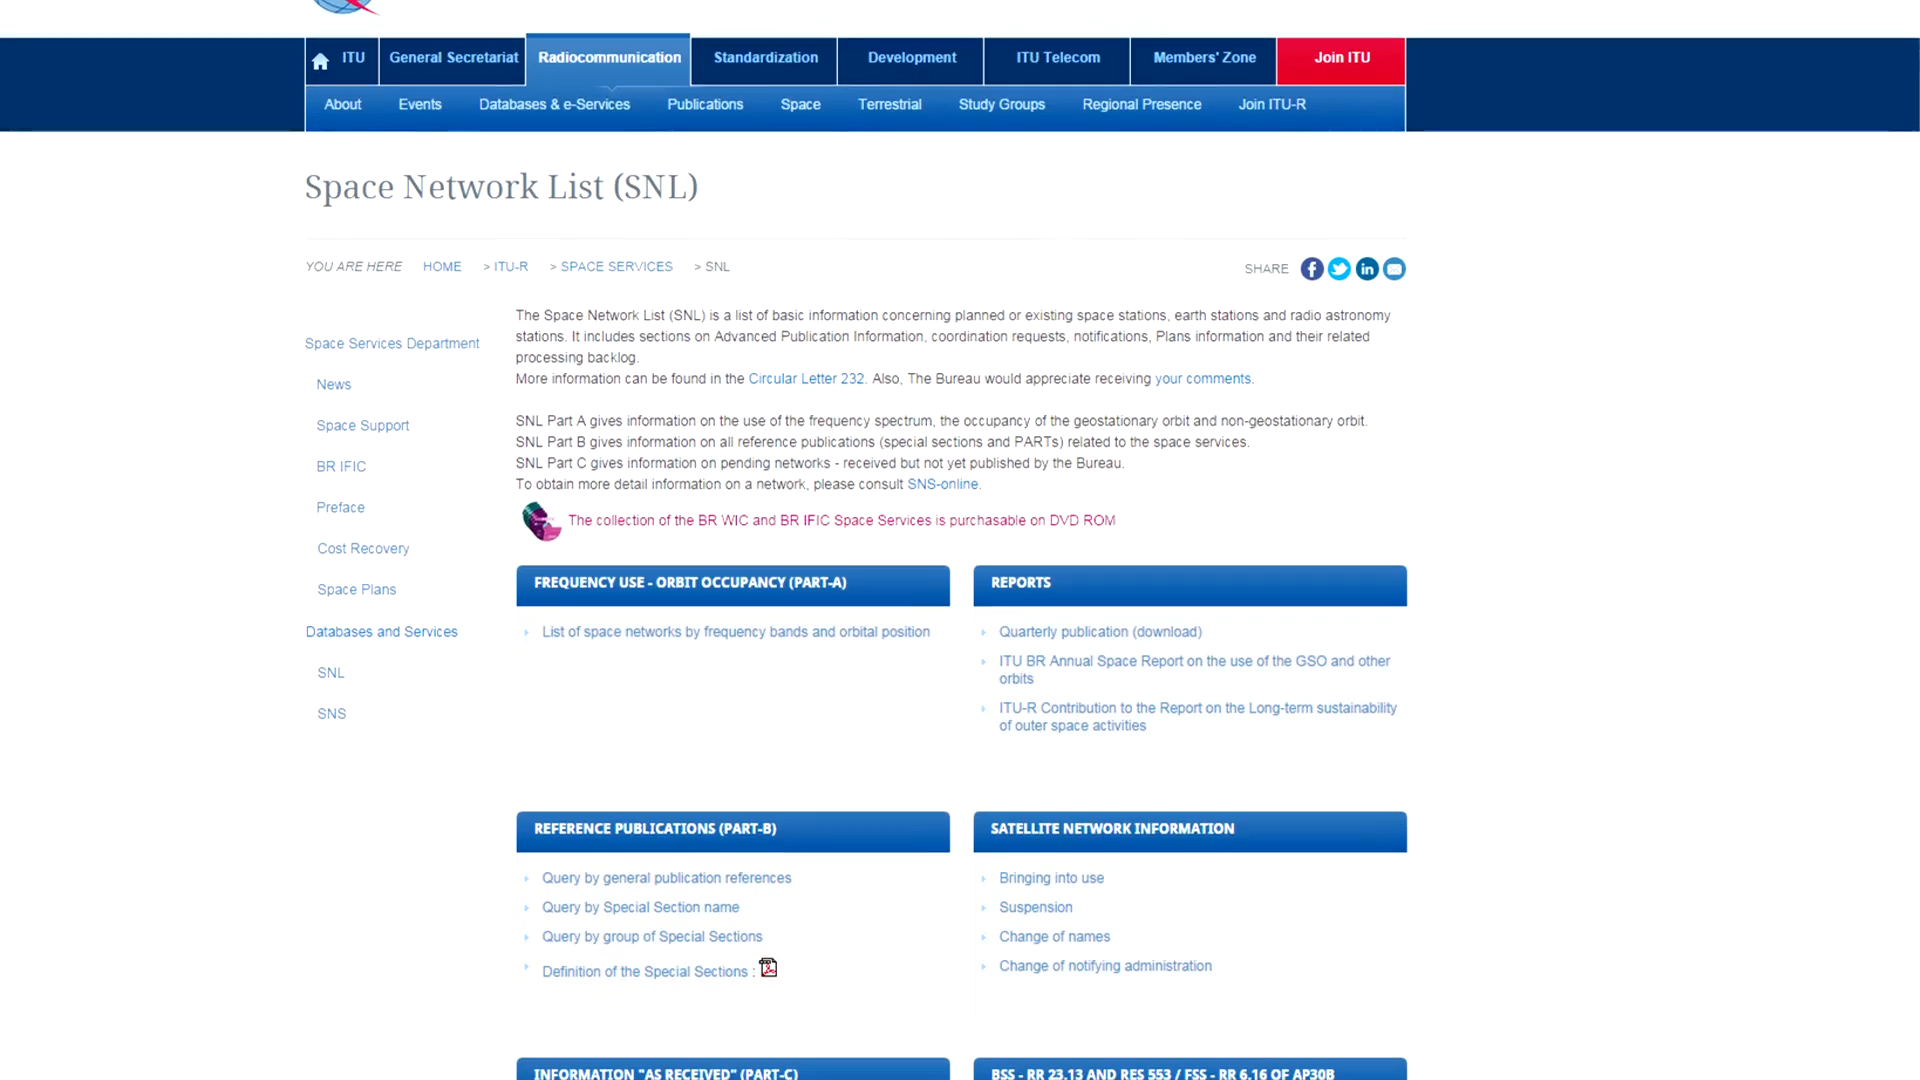 ITU
General Secretariat
Radiocommunication
Standardization
Development
ITU Telecom
Members' Zone
Join ITU
About
Events
Databases & e-Services
Publications
Space
Terrestrial
Study Groups
Regional Presence
Join ITU-R
Space Network List (SNL)
YOU ARE HERE HOME > ITU-R > SPACE SERVICES > SNL
SHARE
Space Services Department
News
Space Support
BR IFIC
Preface
Cost Recovery
Space Plans
Databases and Services
SNL
SNS
The Space Network List (SNL) is a list of basic information concerning planned or existing space stations, earth stations and radio astronomy
stations. It includes sections on Advanced Publication Information, coordination requests, notifications, Plans information and their related
processing backlog.
More information can be found in the Circular Letter 232. Also, The Bureau would appreciate receiving your comments.
SNL Part A gives information on the use of the frequency spectrum, the occupancy of the geostationary orbit and non-geostationary orbit.
SNL Part B gives information on all reference publications (special sections and PARTs) related to the space services.
SNL Part C gives information on pending networks - received but not yet published by the Bureau.
To obtain more detail information on a network, please consult SNS-online.
The collection of the BR WIC and BR IFIC Space Services is purchasable on DVD ROM
FREQUENCY USE - ORBIT OCCUPANCY (PART-A)
List of space networks by frequency bands and orbital position
REPORTS
Quarterly publication (download)
ITU BR Annual Space Report on the use of the GSO and other
orbits
ITU-R Contribution to the Report on the Long-term sustainability
of outer space activities
REFERENCE PUBLICATIONS (PART-B)
Query by general publication references
Query by Special Section name
Query by group of Special Sections
Definition of the Special Sections :
SATELLITE NETWORK INFORMATION
Bringing into use
Suspension
Change of names
Change of notifying administration
INFORMATION "AS RECEIVED" (PART-C)
BSS - RR 23.13 AND RES 553 / FSS - RR 6.16 OF AP30B